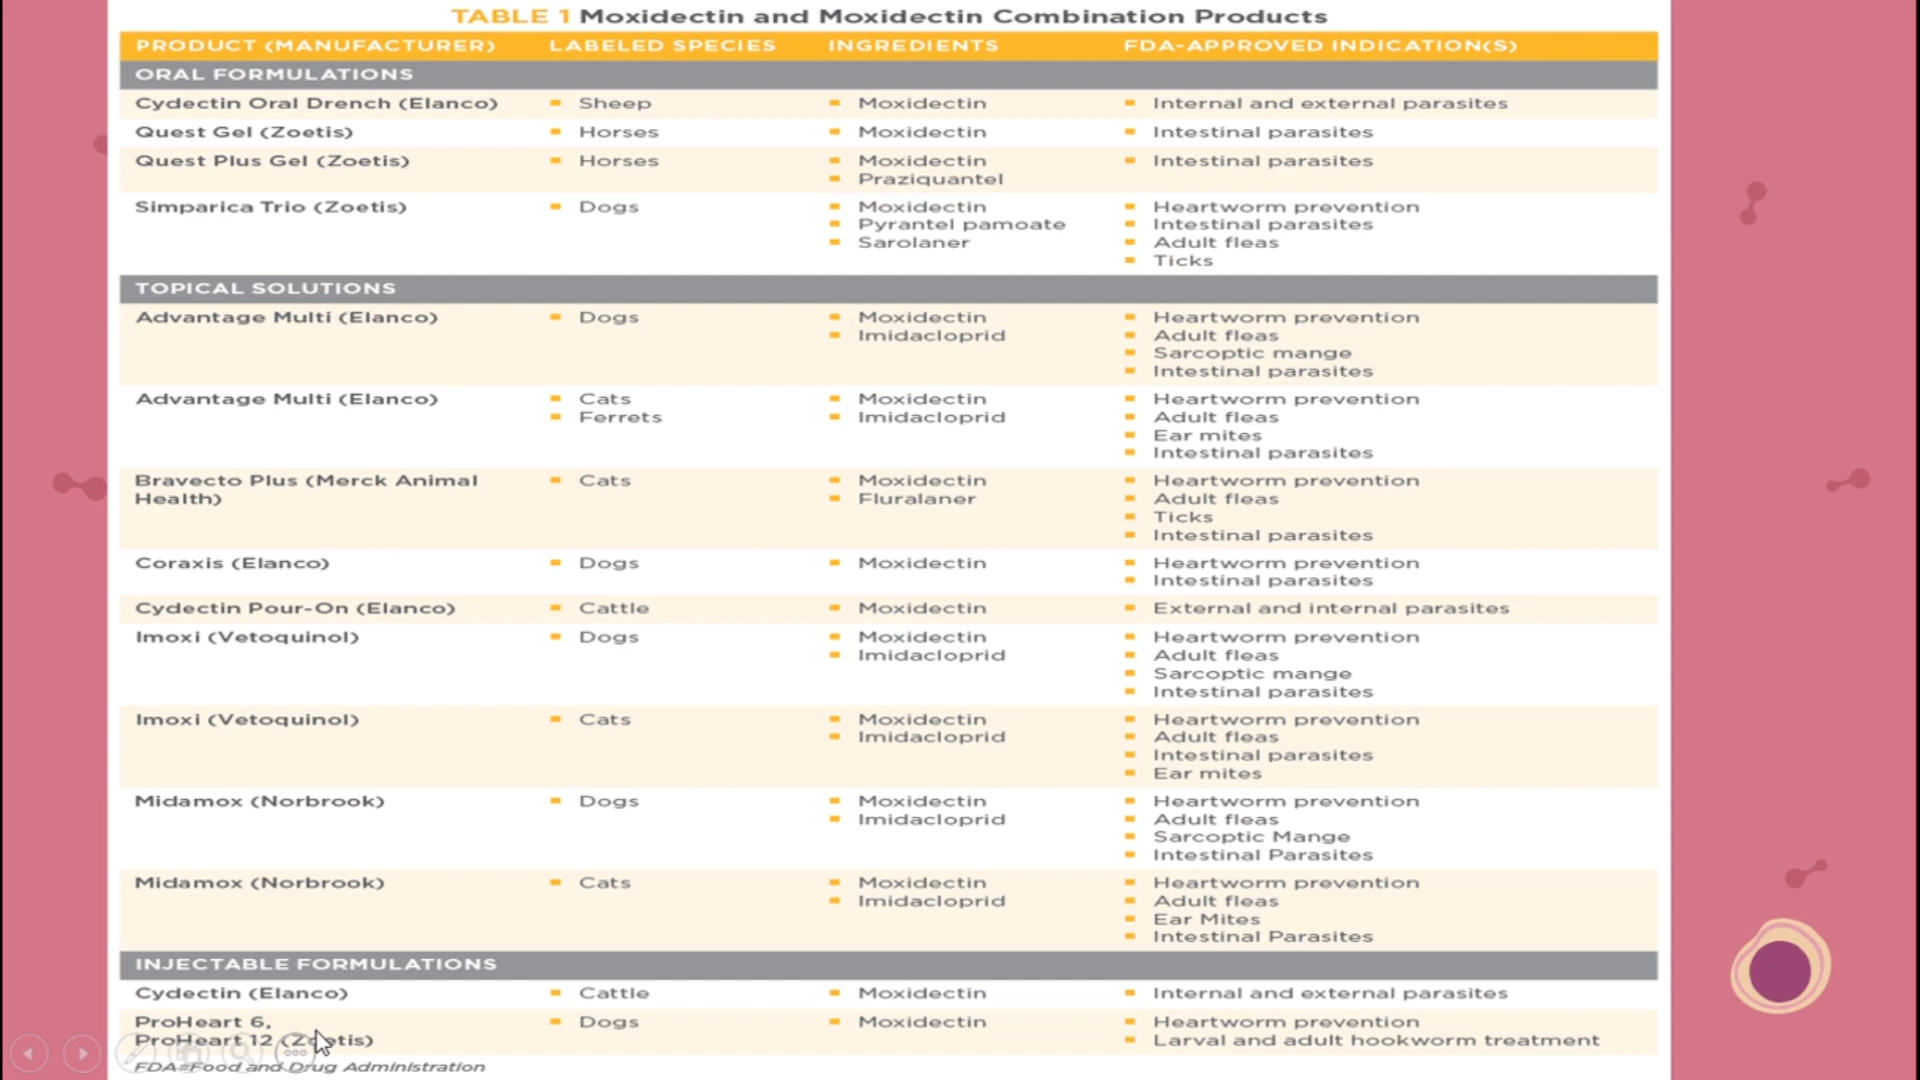 TABLE 1 Moxidectin and Moxidectin Combination Products
PRODUCT (MANUFACTURER) LABELED SPECIES INGREDIENTS FDA-APPROVED INDICATION(S)
ORAL FORMULATIONS
Cydectin Oral Drench (Elanco) Sheep Moxidectin Internal and external parasites
Quest Gel (Zoetis) Horses Moxidectin Intestinal parasites
Quest Plus Gel (Zoetis) Horses Moxidectin Intestinal parasites
Praziquantel
Simparica Trio (Zoetis) Dogs Moxidectin Heartworm prevention
Pyrantel pamoate Intestinal parasites
Sarolaner Adult fleas
Ticks
TOPICAL SOLUTIONS
Advantage Multi (Elanco) Dogs Moxidectin Heartworm prevention
Imidacloprid Adult fleas
Sarcoptic mange
Intestinal parasites
Advantage Multi (Elanco) Cats Moxidectin Heartworm prevention
Ferrets Imidacloprid Adult fleas
Ear mites
Intestinal parasites
Bravecto Plus (Merck Animal Cats Moxidectin Heartworm prevention
Health) Fluralaner Adult fleas
Ticks
Intestinal parasites
Coraxis (Elanco) Dogs Moxidectin Heartworm prevention
Intestinal parasites
Cydectin Pour-On (Elanco) Cattle Moxidectin External and internal parasites
Imoxi (Vetoquinol) Dogs Moxidectin Heartworm prevention
Imidacloprid Adult fleas
Sarcoptic mange
Intestinal parasites
Imoxi (Vetoquinol) Cats Moxidectin Heartworm prevention
Imidacloprid Adult fleas
Intestinal parasites
Ear mites
Midamox (Norbrook) Dogs Moxidectin Heartworm prevention
Imidacloprid Adult fleas
Sarcoptic Mange
Intestinal Parasites
Midamox (Norbrook) Cats Moxidectin Heartworm prevention
Imidacloprid Adult fleas
Ear Mites
Intestinal Parasites
INJECTABLE FORMULATIONS
Cydectin (Elanco) Cattle Moxidectin Internal and external parasites
ProHeart 6, Dogs Moxidectin Heartworm prevention
ProHeart 12 (Zoetis) Larval and adult hookworm treatment
FDA=Food and Drug Administration